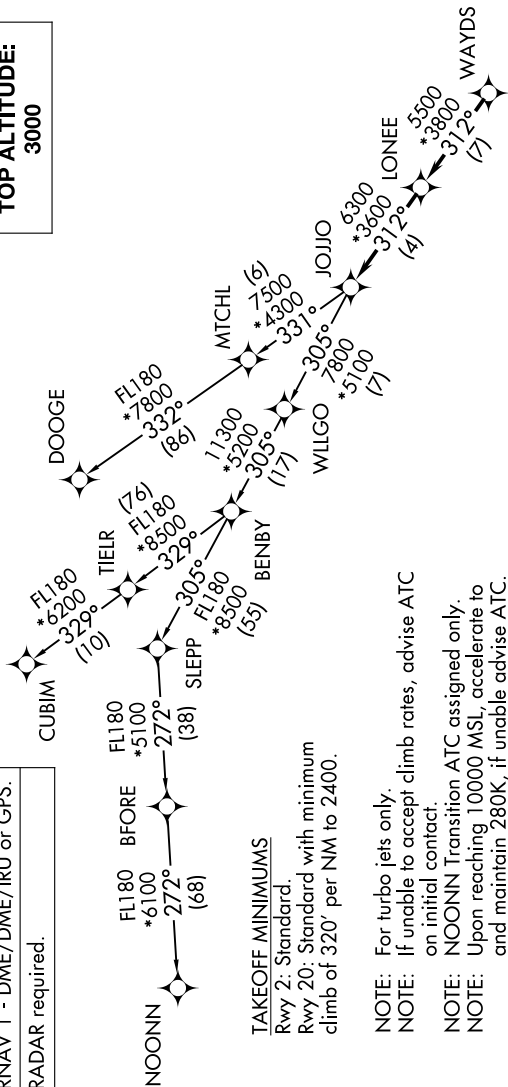 TOP ALTITUDE:
3000
RNAV 1 - DME/DME/IRU or GPS.
RADAR required.
WAYDS
5500
*3800
312°
(7)
LONEE
6300
*3600
312°
(4)
JOJJO
(6)
7500
*4300
331°
MTCHL
FL180
*7800
332°
(86)
DOOGE
305°
7800
*5100
(7)
WLLGO
11300
*5200
305°
(17)
BENBY
(76)
FL180
*8500
329°
TIELR
FL180
*6200
329°
(10)
CUBIM
305°
FL180
*8500
(55)
SLEPP
FL180
*5100
272°
(38)
BFORE
FL180
*6100
272°
(68)
NOONN
TAKEOFF MINIMUMS
Rwy 2: Standard.
Rwy 20: Standard with minimum
climb of 320' per NM to 2400.
NOTE: For turbo jets only.
NOTE: If unable to accept climb rates, advise ATC
on initial contact.
NOTE: NOONN Transition ATC assigned only.
NOTE: Upon reaching 10000 MSL, accelerate to
and maintain 280K, if unable advise ATC.